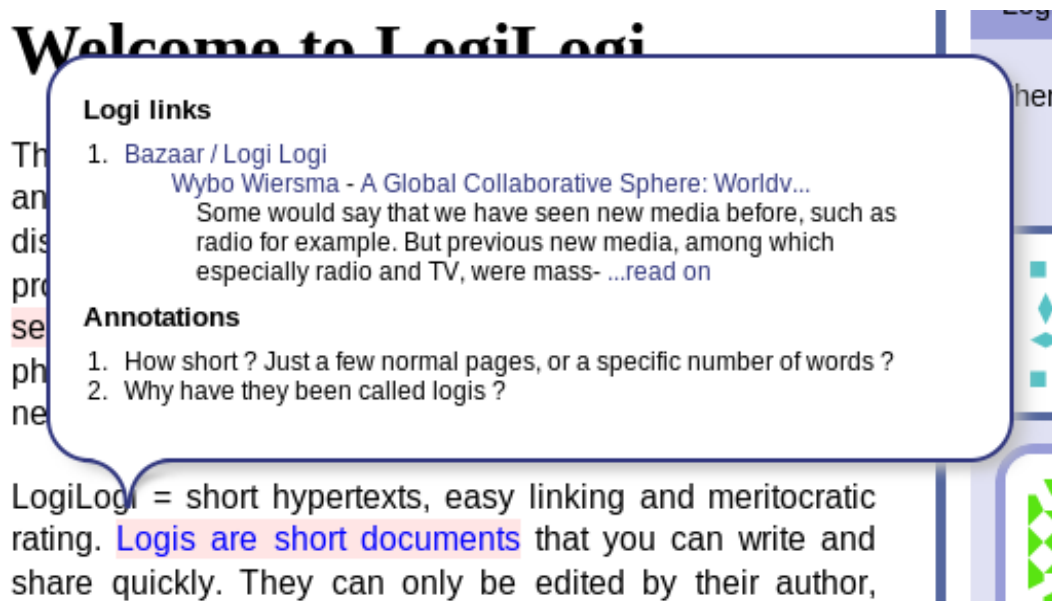 Welcome to LogiLogi
Logi links
1. Bazaar / Logi Logi
Wybo Wiersma - A Global Collaborative Sphere: Worldv...
Some would say that we have seen new media before, such as
radio for example. But previous new media, among which
especially radio and TV, were mass- ...read on
Annotations
1. How short ? Just a few normal pages, or a specific number of words ?
2. Why have they been called logis ?
LogiLogi = short hypertexts, easy linking and meritocratic
rating. Logis are short documents that you can write and
share quickly. They can only be edited by their author,